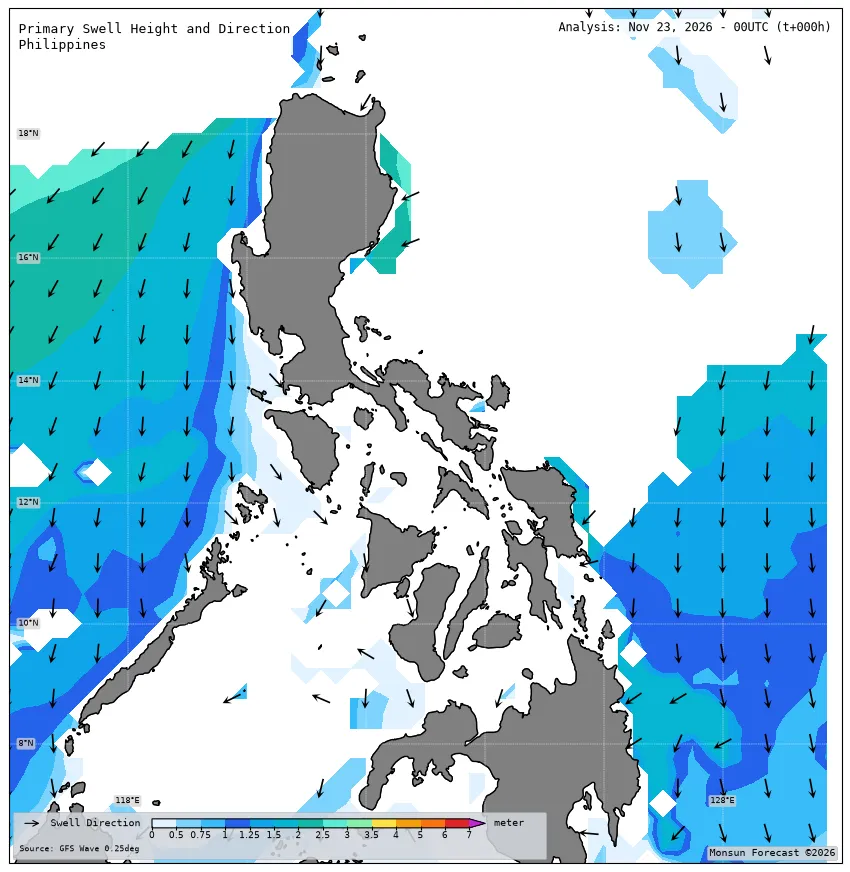 Primary Swell Height and Direction
Philippines
Analysis: Nov 23, 2026 - 00UTC (t+000h)
18°N
16°N
14°N
12°N
10°N
8°N
118°E
128°E
Swell Direction
0 0.5 0.75 1 1.25 1.5 2 2.5 3 3.5 4 5 6 7
meter
Source: GFS Wave 0.25deg
Monsun Forecast ©2026